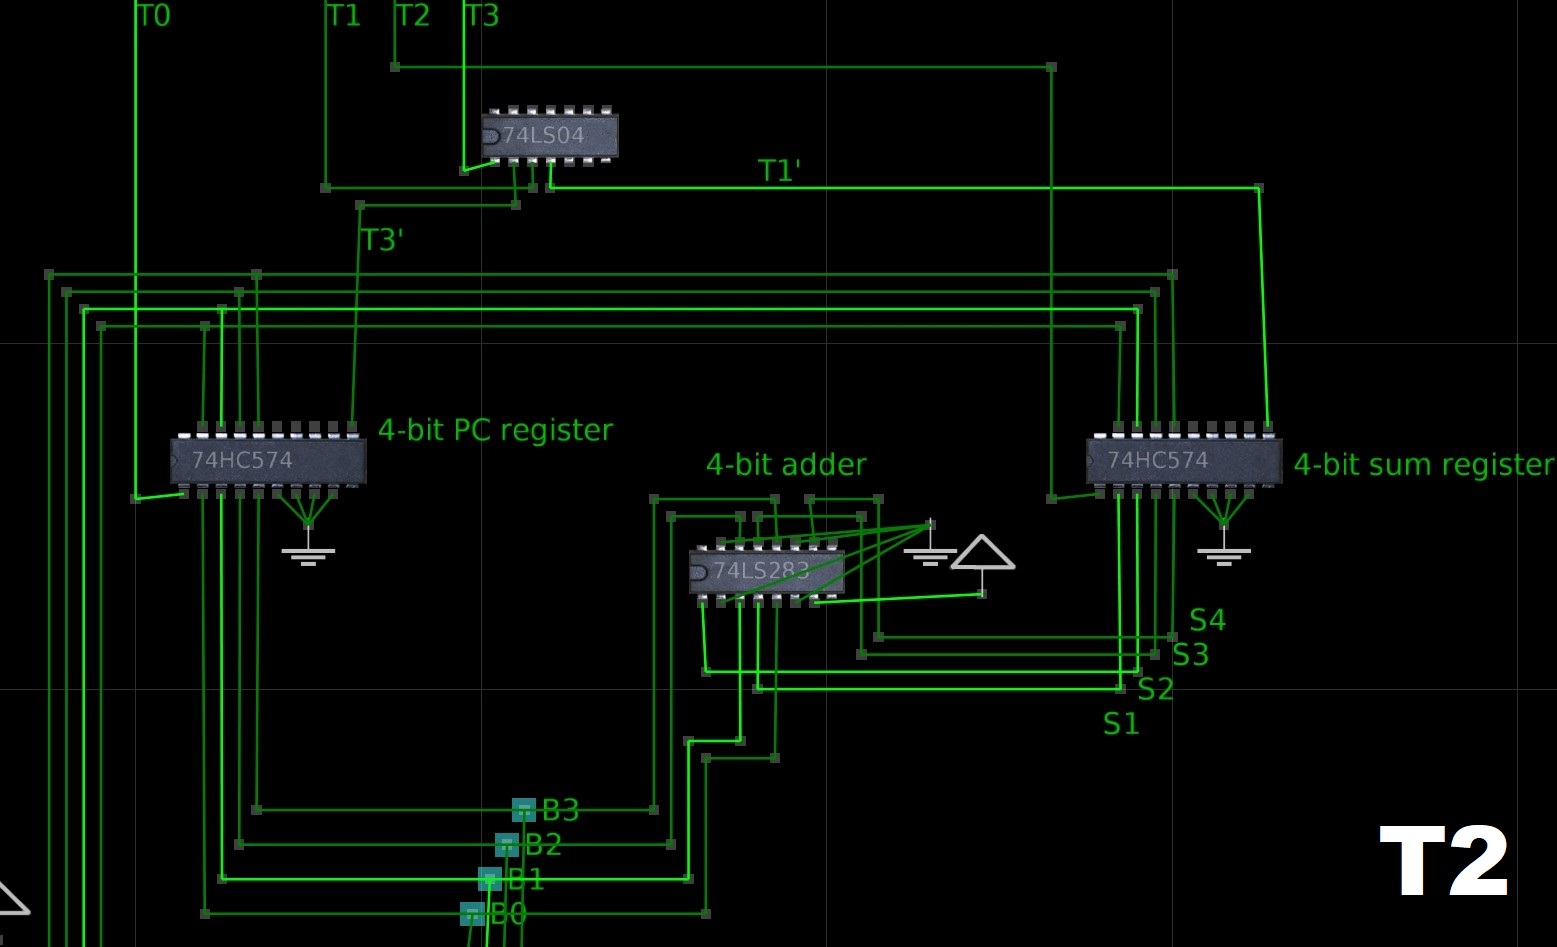 T0
T1
T2
T3
74LS04
T1'
T3'
4-bit PC register
74HC574
74HC574
4-bit adder
4-bit sum register
74LS283
S4
S3
S2
S1
B3
B2
B1
B0
T2